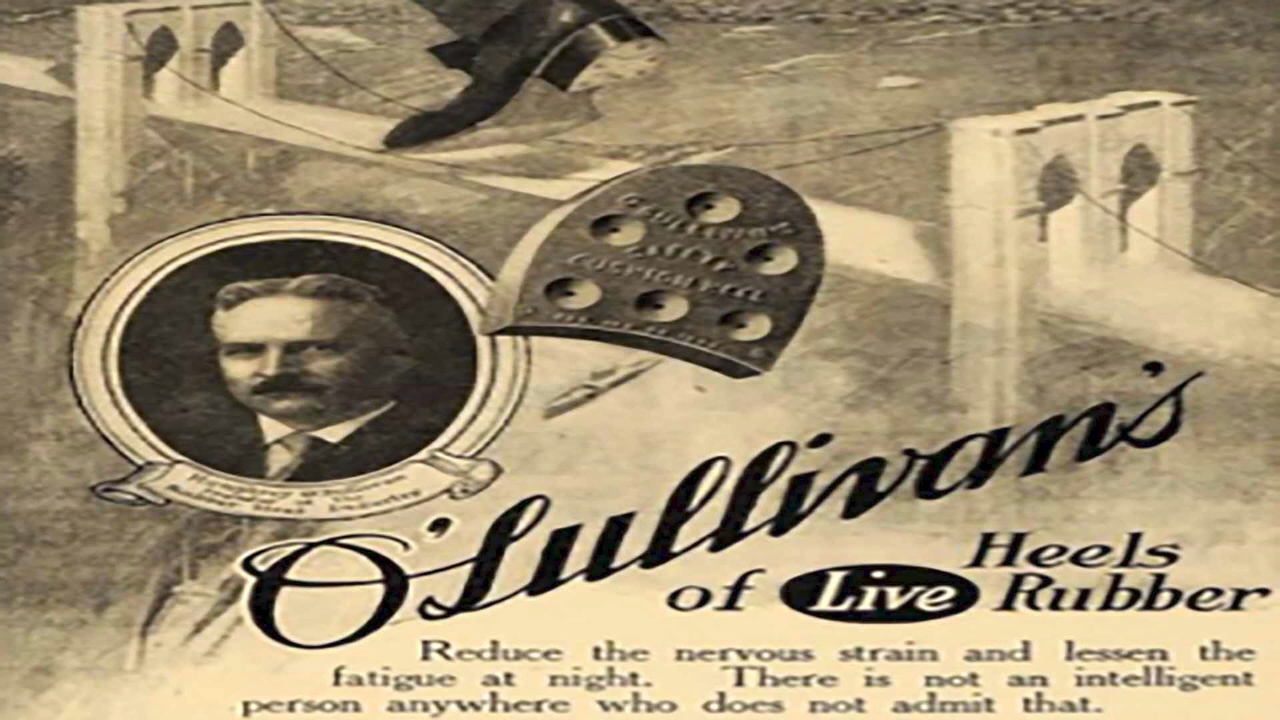 O'Sullivan's
Heels
of Live Rubber
Reduce the nervous strain and lessen the
fatigue at night. There is not an intelligent
person anywhere who does not admit that.